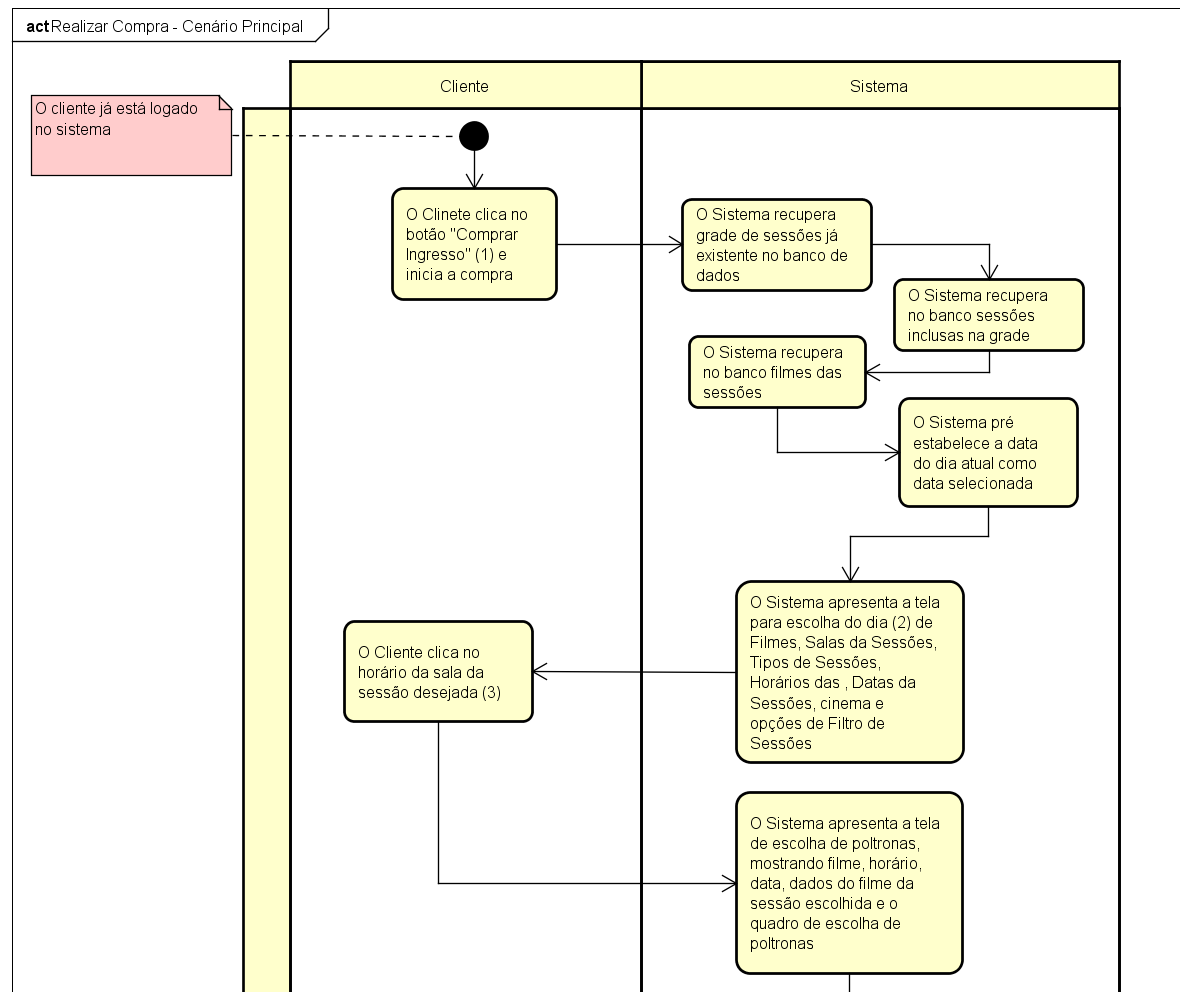 act Realizar Compra - Cenário Principal
Cliente
Sistema
O cliente já está logado
no sistema
O Clinete clica no
botão "Comprar
Ingresso" (1) e
inicia a compra
O Sistema recupera
grade de sessões já
existente no banco de
dados
O Sistema recupera
no banco sessões
inclusas na grade
O Sistema recupera
no banco filmes das
sessões
O Sistema pré
estabelece a data
do dia atual como
data selecionada
O Sistema apresenta a tela
para escolha do dia (2) de
Filmes, Salas da Sessões,
Tipos de Sessões,
Horários das , Datas da
Sessões, cinema e
opções de Filtro de
Sessões
O Cliente clica no
horário da sala da
sessão desejada (3)
O Sistema apresenta a tela
de escolha de poltronas,
mostrando filme, horário,
data, dados do filme da
sessão escolhida e o
quadro de escolha de
poltronas